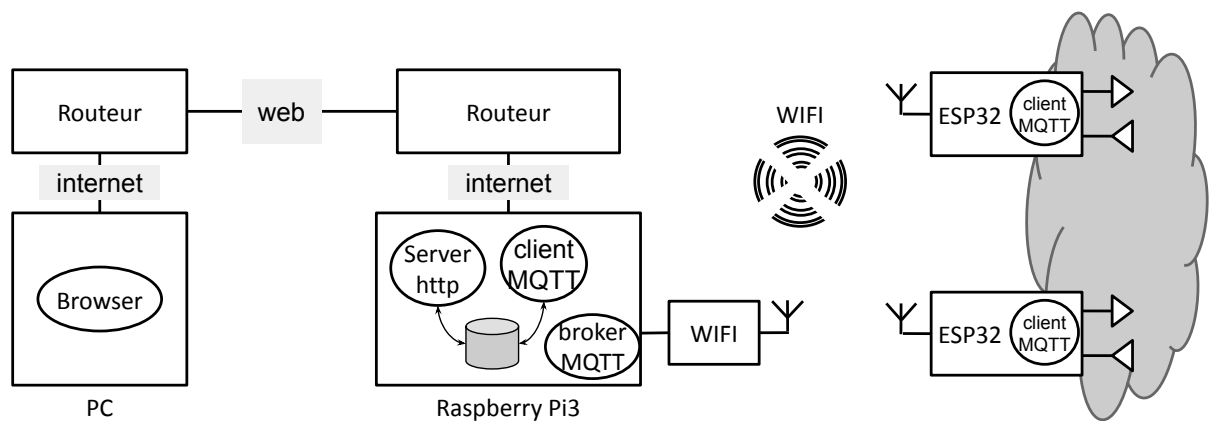 Routeur
web
Routeur
WIFI
ESP32
client
MQTT
internet
internet
Browser
Server
http
client
MQTT
broker
MQTT
WIFI
ESP32
client
MQTT
PC
Raspberry Pi3